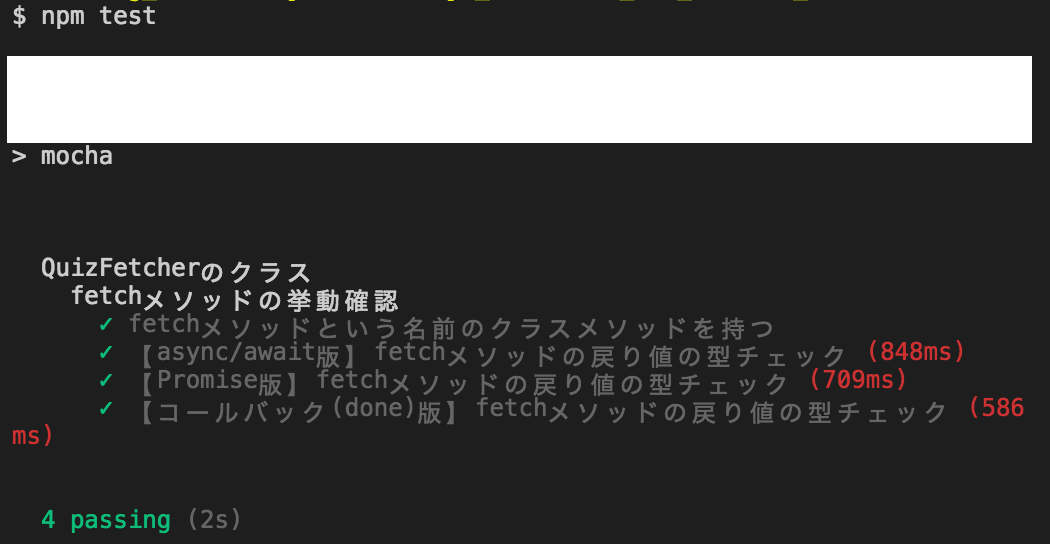 $ npm test
> mocha
QuizFetcherのクラス
fetchメソッドの挙動確認
✓ fetchメソッドという名前のクラスメソッドを持つ
✓ 【async/await版】fetchメソッドの戻り値の型チェック (848ms)
✓ 【Promise版】fetchメソッドの戻り値の型チェック (709ms)
✓ 【コールバック(done)版】fetchメソッドの戻り値の型チェック (586
ms)
4 passing (2s)